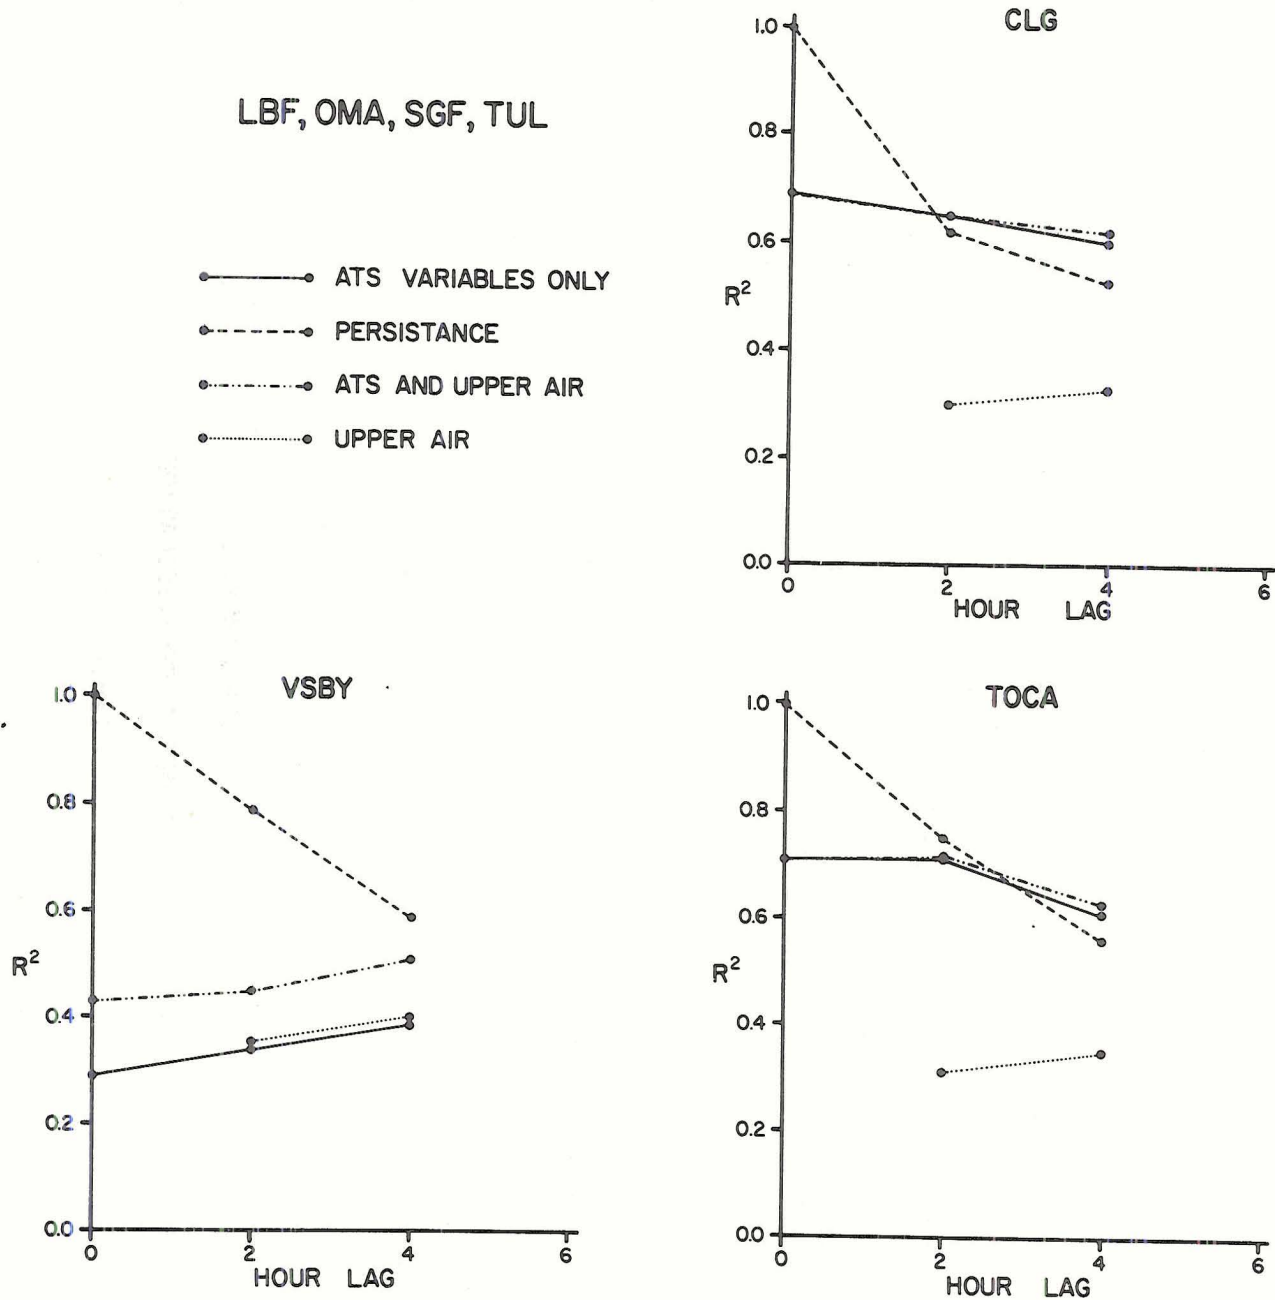 LBF, OMA, SGF, TUL
ATS VARIABLES ONLY
PERSISTANCE
ATS AND UPPER AIR
UPPER AIR
CLG
1.0
0.8
0.6
R²
0.4
0.2
0.0
0 2 4 6
HOUR LAG
VSBY
1.0
0.8
0.6
R²
0.4
0.2
0.0
0 2 4 6
HOUR LAG
TOCA
1.0
0.8
0.6
R²
0.4
0.2
0.0
0 2 4 6
HOUR LAG